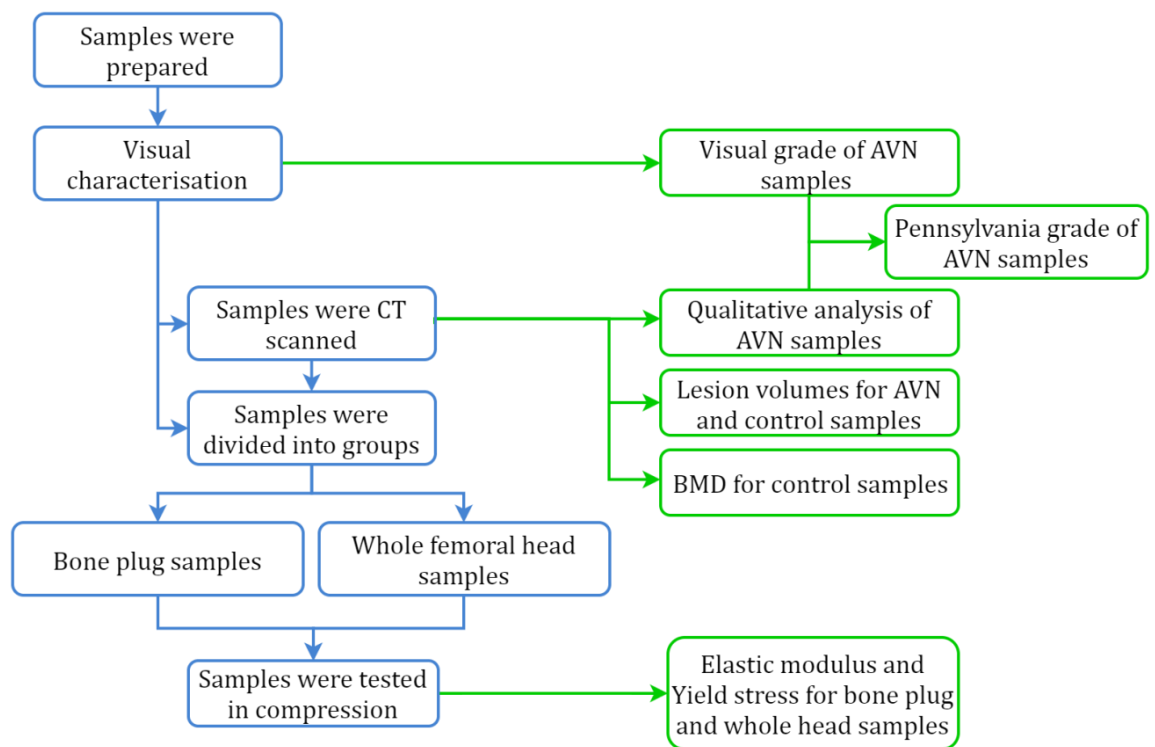 Samples were
prepared
Visual
characterisation
Visual grade of AVN
samples
Pennsylvania grade of
AVN samples
Samples were CT
scanned
Qualitative analysis of
AVN samples
Samples were
divided into groups
Lesion volumes for AVN
and control samples
BMD for control samples
Bone plug samples
Whole femoral head
samples
Samples were tested
in compression
Elastic modulus and
Yield stress for bone plug
and whole head samples